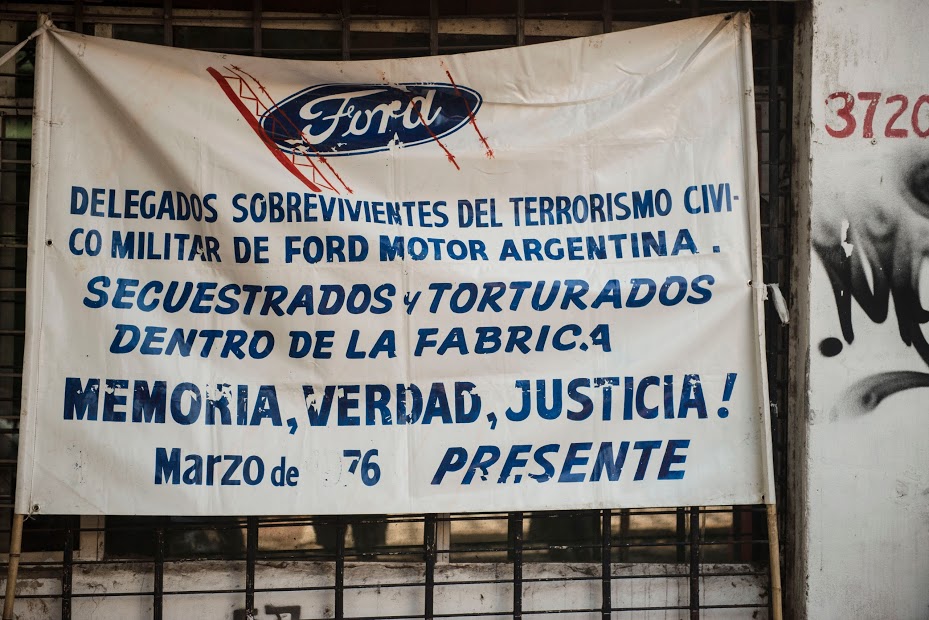 Ford
DELEGADOS SOBREVIVIENTES DEL TERRORISMO CIVI-
CO MILITAR DE FORD MOTOR ARGENTINA.
SECUESTRADOS y TORTURADOS
DENTRO DE LA FABRICA
MEMORIA, VERDAD, JUSTICIA!
Marzo de 76 PRESENTE
3720